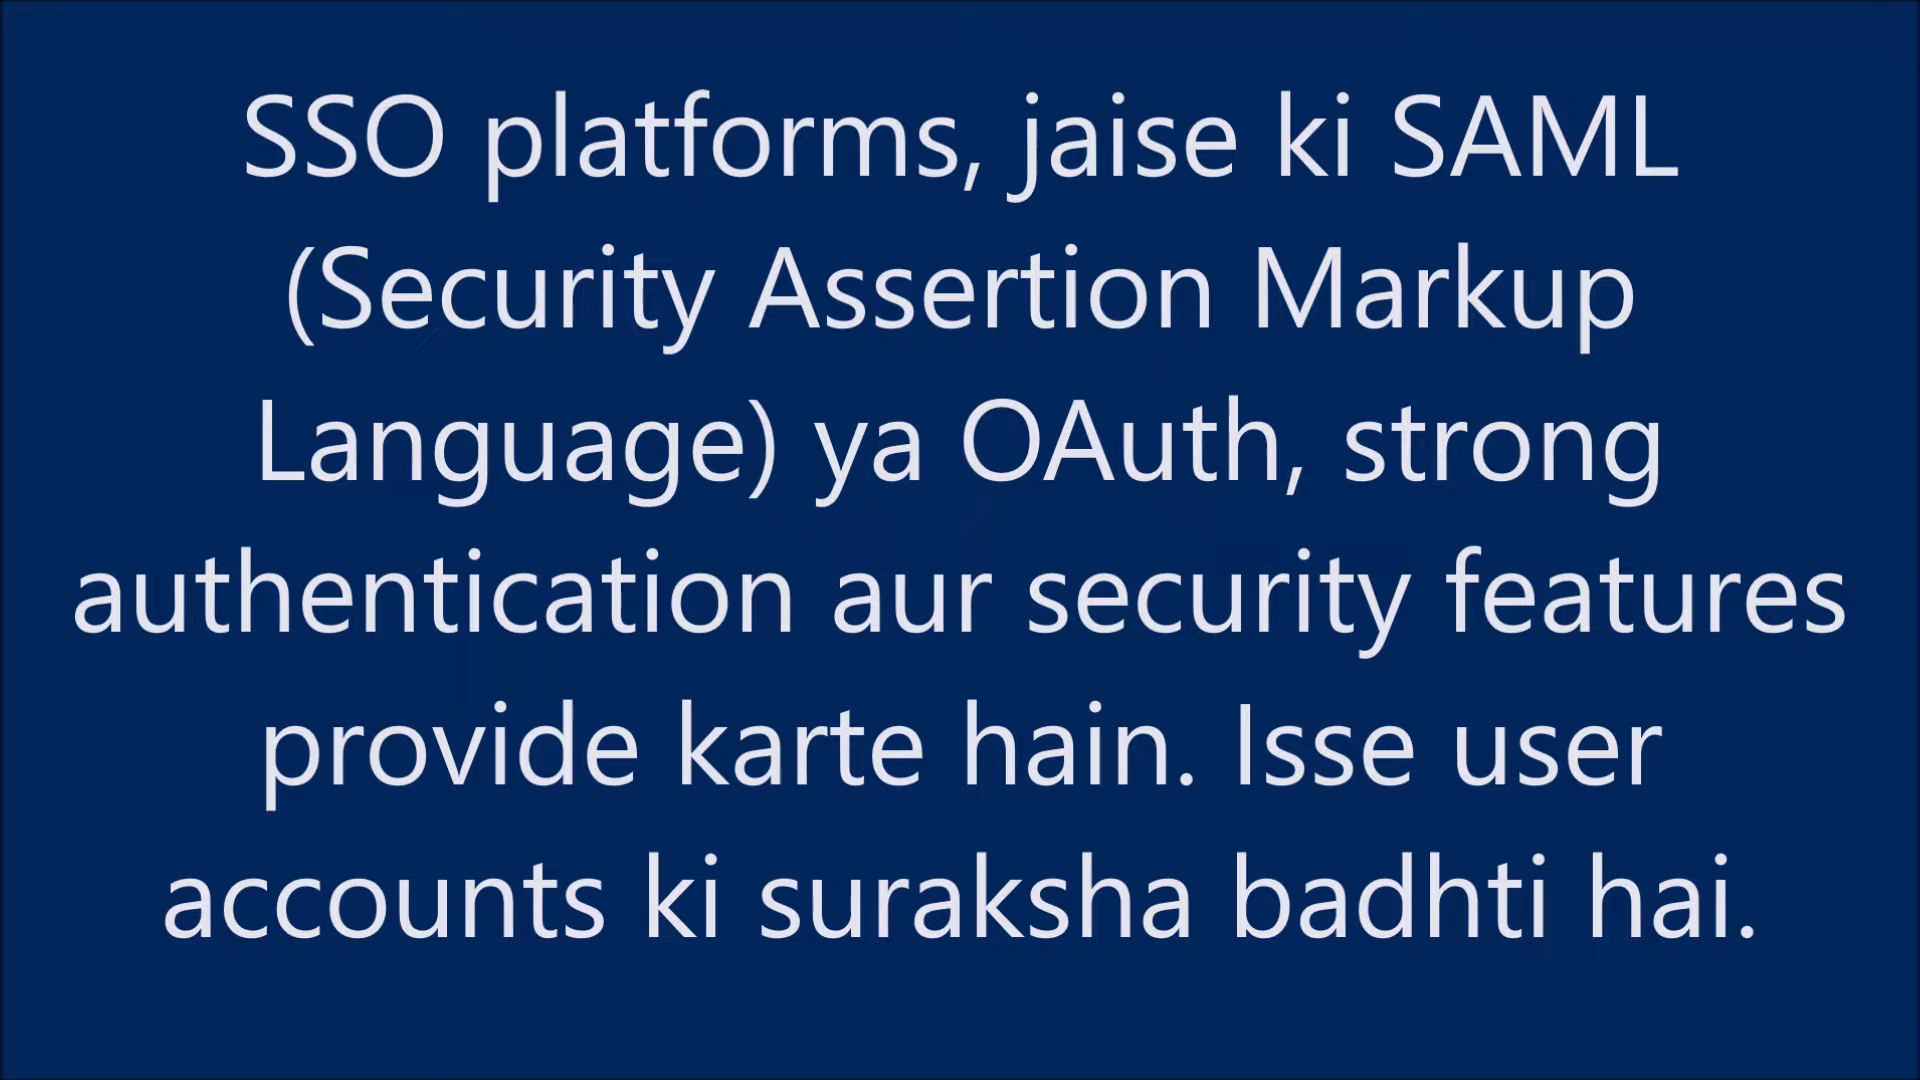 SSO platforms, jaise ki SAML
(Security Assertion Markup
Language) ya OAuth, strong
authentication aur security features
provide karte hain. Isse user
accounts ki suraksha badhti hai.